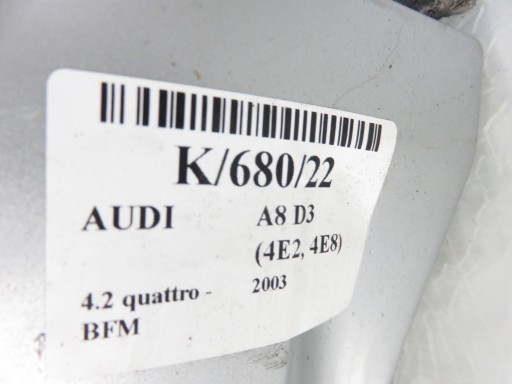 K/680/22
AUDI A8 D3
(4E2, 4E8)
4.2 quattro - 2003
BFM